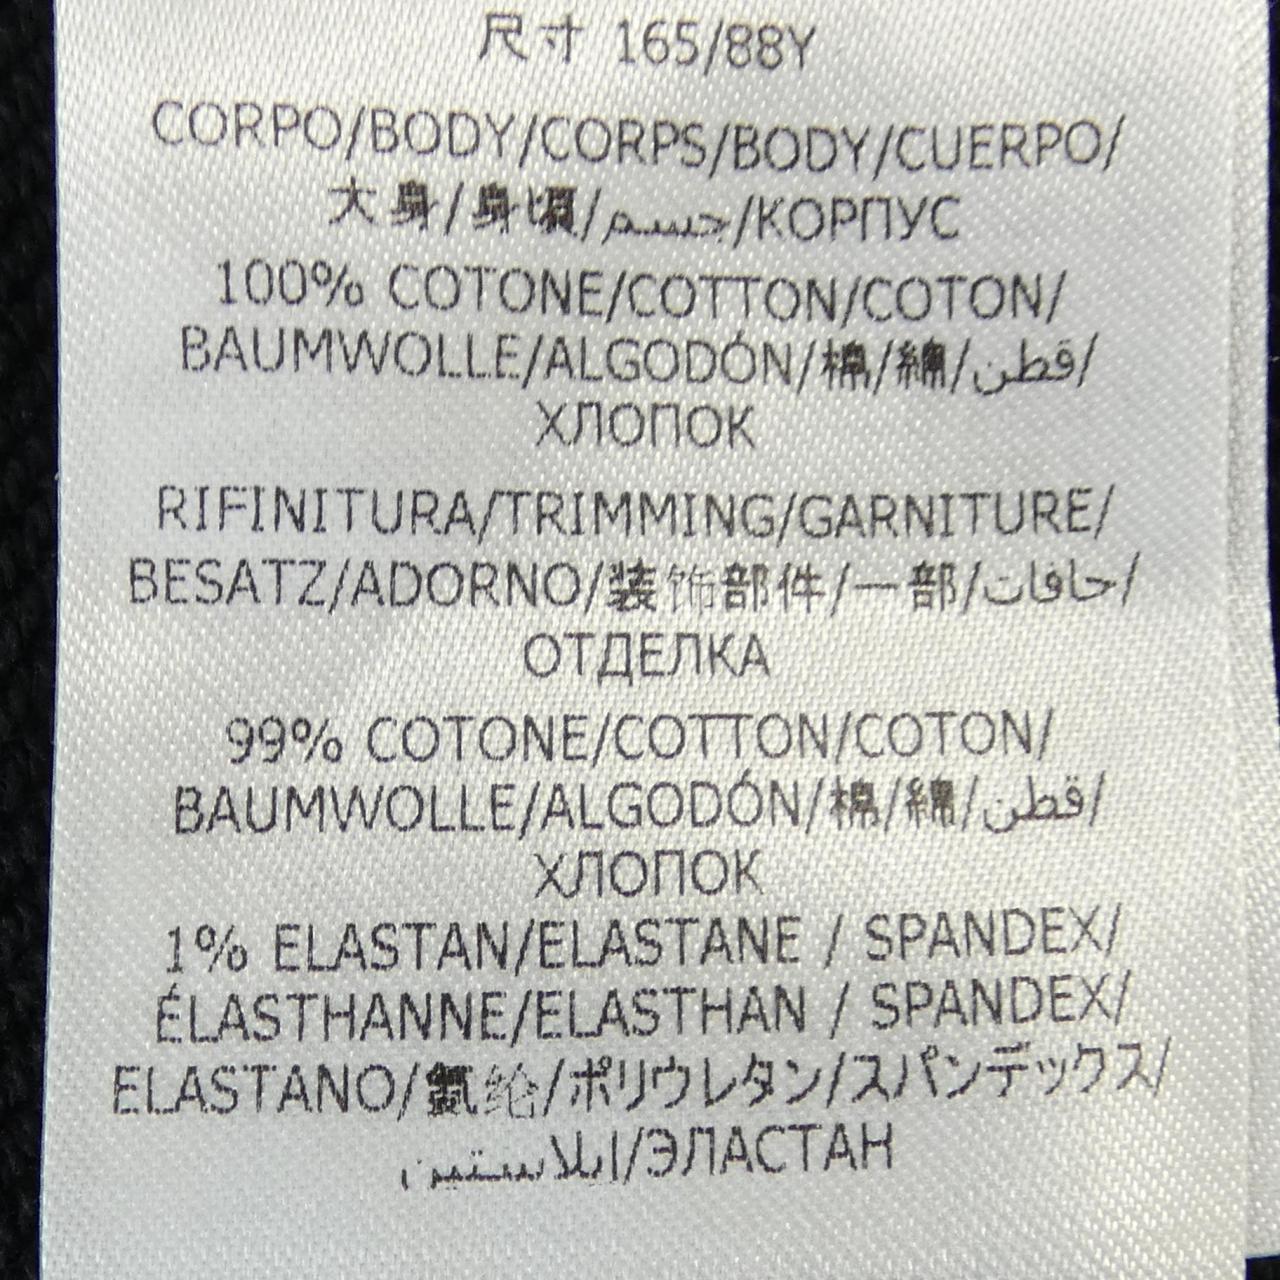 尺寸 165/88Y
CORPO/BODY/CORPS/BODY/CUERPO/
大身/身頃/جسم/КОРПУС
100% COTONE/COTTON/COTON/
BAUMWOLLE/ALGODÓN/棉/綿/قطن/
ХЛОПОК
RIFINITURA/TRIMMING/GARNITURE/
BESATZ/ADORNO/装饰部件/一部/حافات/
ОТДЕЛКА
99% COTONE/COTTON/COTON/
BAUMWOLLE/ALGODÓN/棉/綿/قطن/
ХЛОПОК
1% ELASTAN/ELASTANE / SPANDEX/
ÉLASTHANNE/ELASTHAN / SPANDEX/
ELASTANO/氨纶/ポリウレタン/スパンデックス/
ايلاستين/ЭЛАСТАН